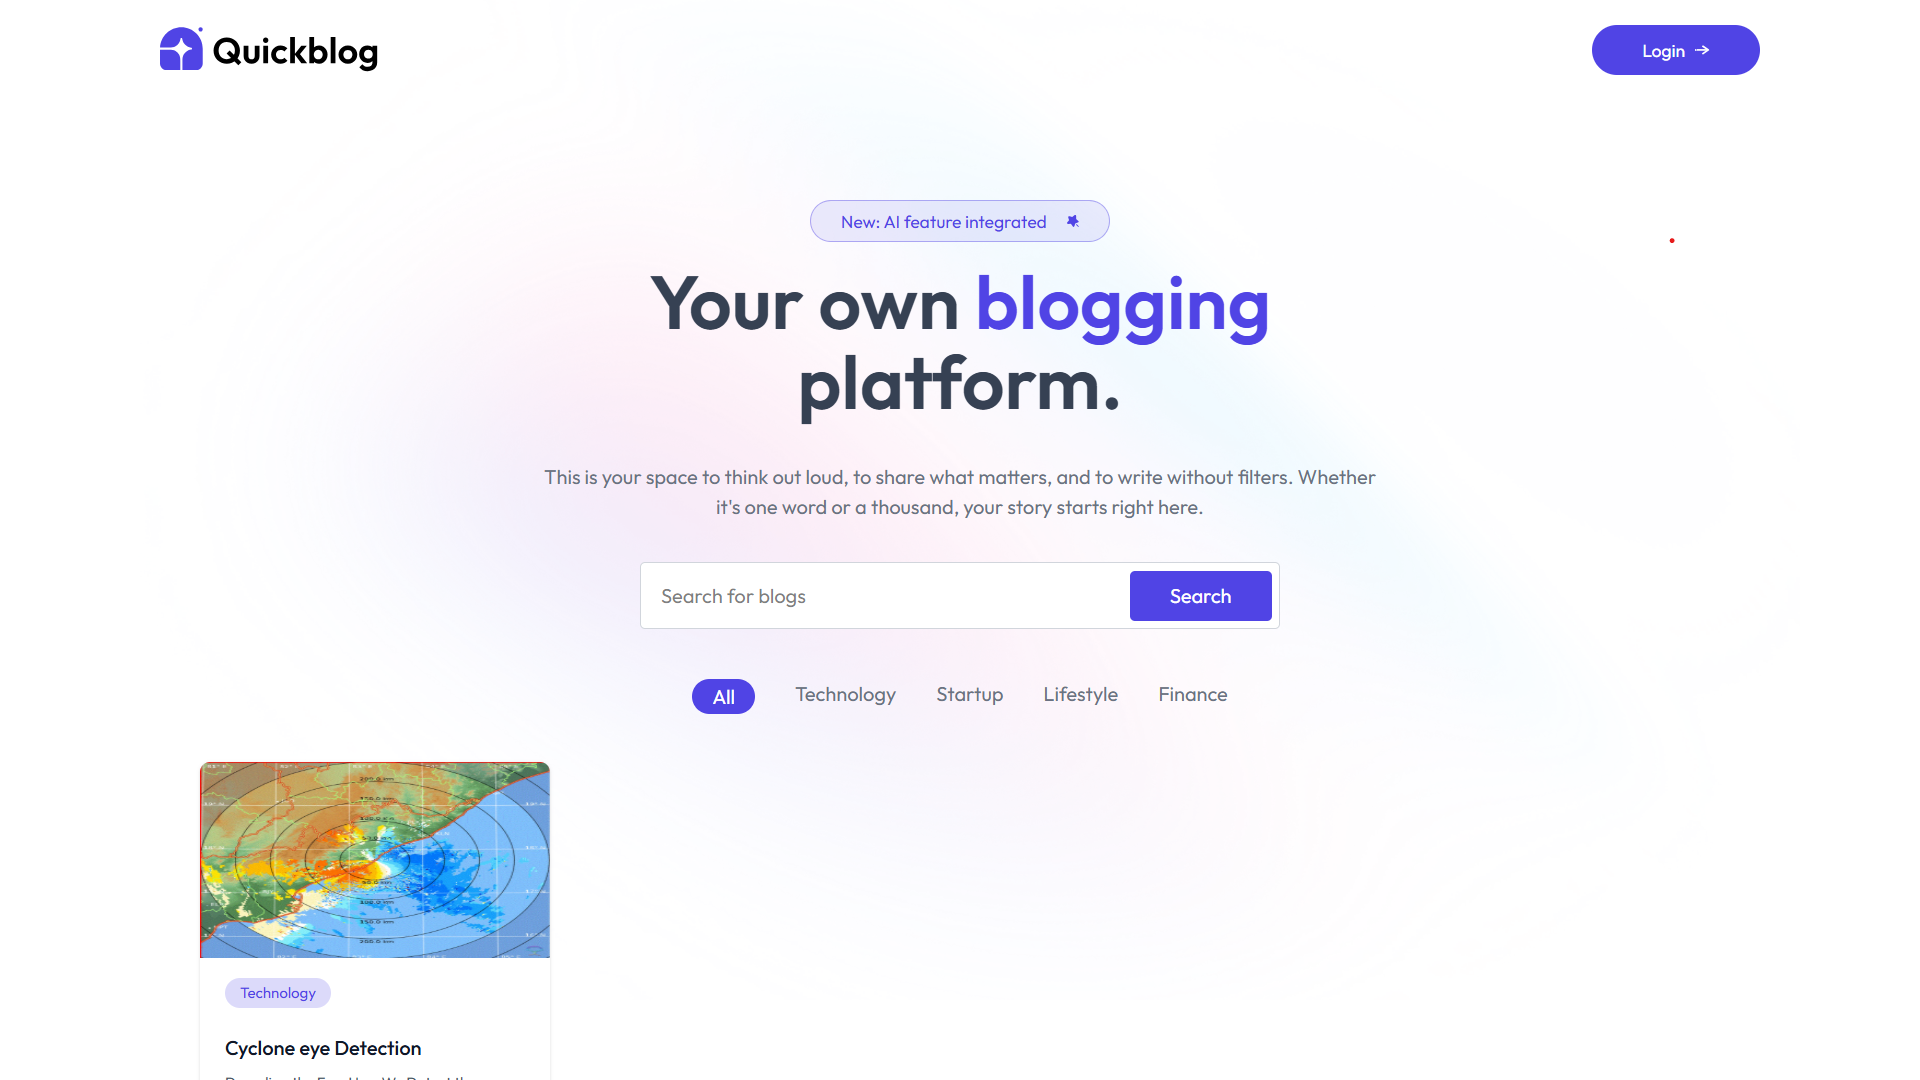 Quickblog
Login →
New: AI feature integrated
Your own blogging
platform.
This is your space to think out loud, to share what matters, and to write without filters. Whether
it's one word or a thousand, your story starts right here.
Search for blogs
Search
All
Technology
Startup
Lifestyle
Finance
Technology
Cyclone eye Detection